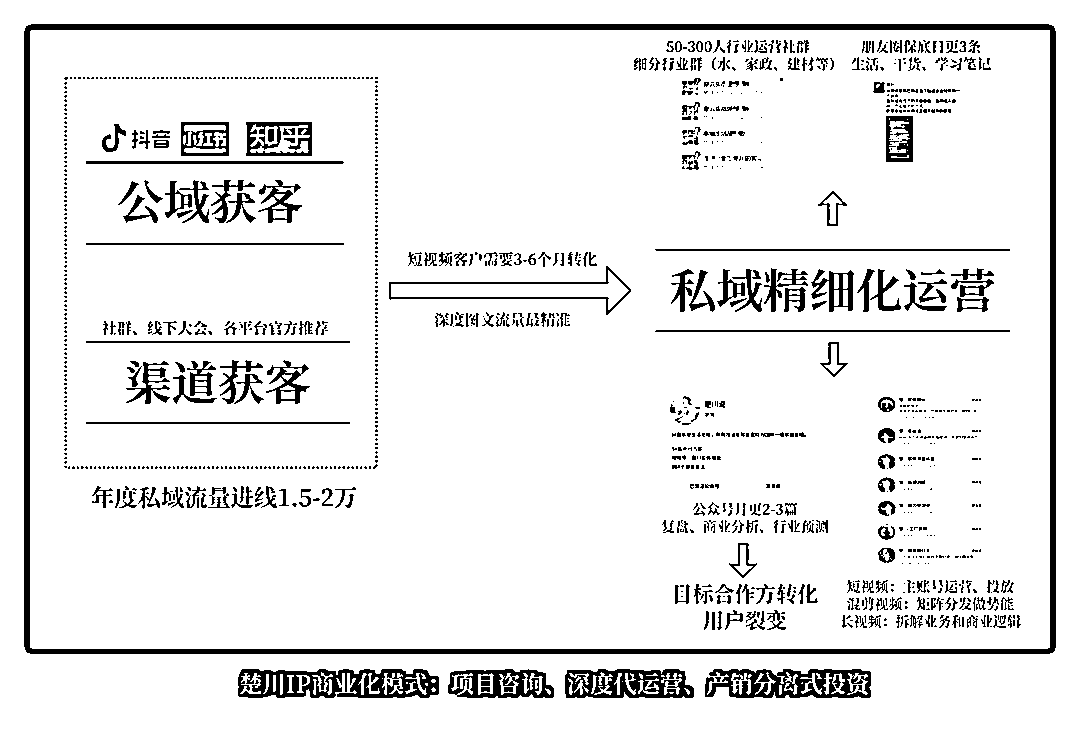 抖音 小红书 知乎
公域获客
社群、线下大会、各平台官方推荐
渠道获客
年度私域流量进线1.5-2万
短视频客户需要3-6个月转化
深度图文流量最精准
50-300人行业运营社群
细分行业群（水、家政、建材等）
朋友圈保底日更3条
生活、干货、学习笔记
私域精细化运营
公众号月更2-3篇
复盘、商业分析、行业预测
目标合作方转化
用户裂变
短视频：主账号运营、投放
混剪视频：矩阵分发做势能
长视频：拆解业务和商业逻辑
楚川IP商业化模式：项目咨询、深度代运营、产销分离式投资